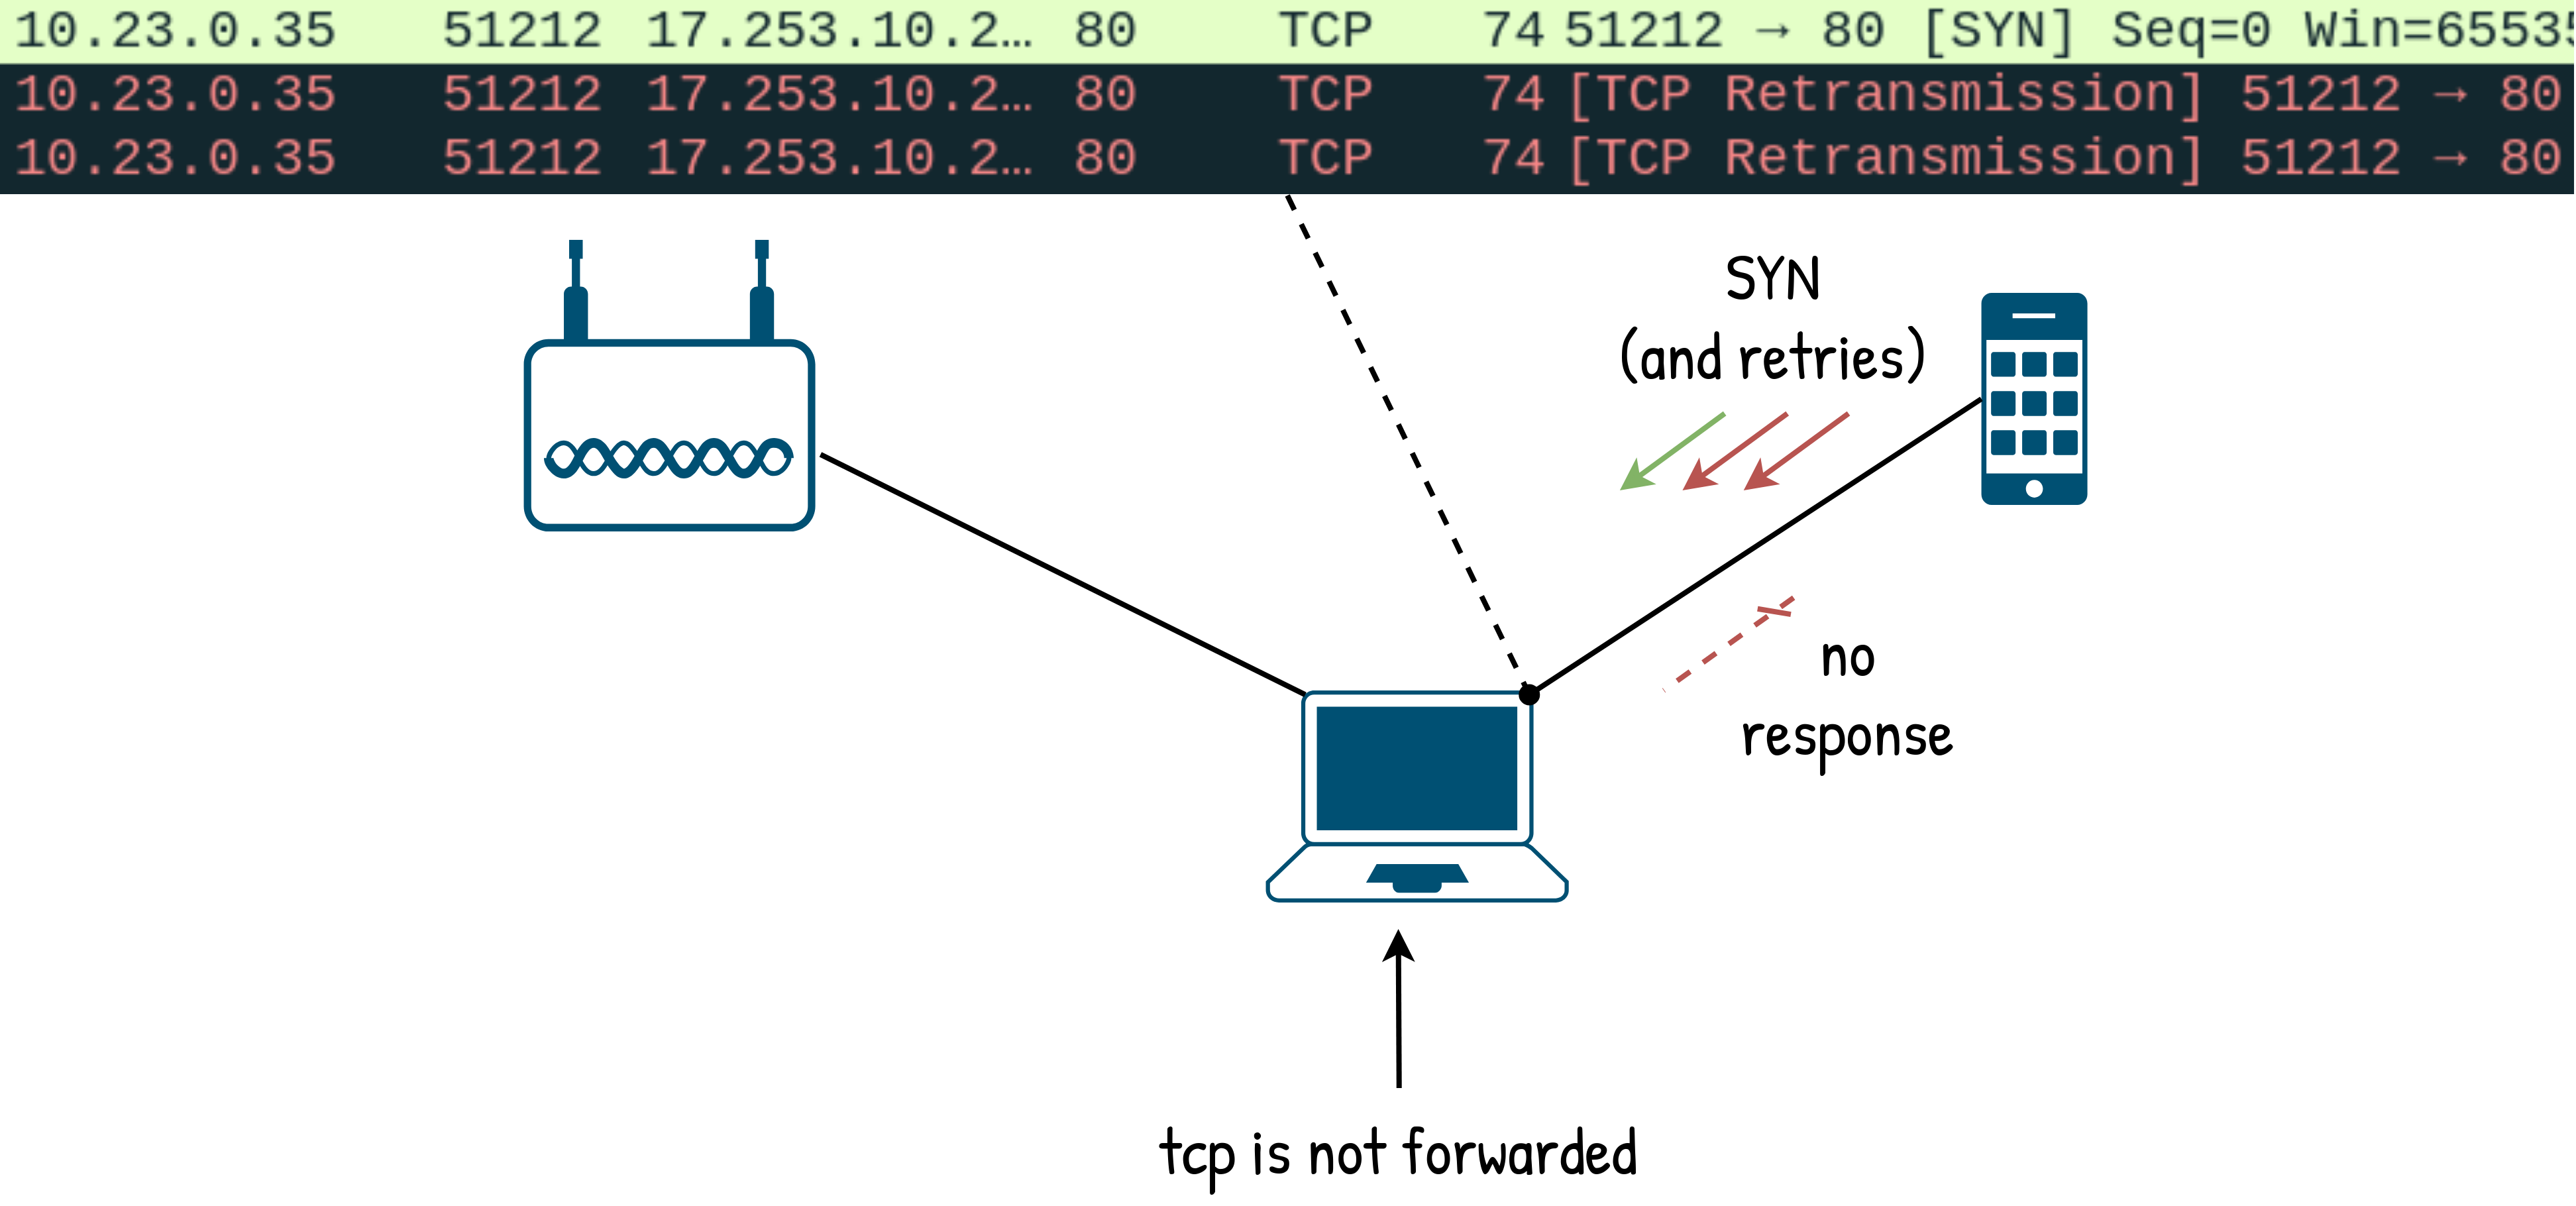 10.23.0.35 51212 17.253.10.2… 80 TCP 74 51212 → 80 [SYN] Seq=0 Win=6553
10.23.0.35 51212 17.253.10.2… 80 TCP 74 [TCP Retransmission] 51212 → 80
10.23.0.35 51212 17.253.10.2… 80 TCP 74 [TCP Retransmission] 51212 → 80
SYN
(and retries)
no
response
tcp is not forwarded